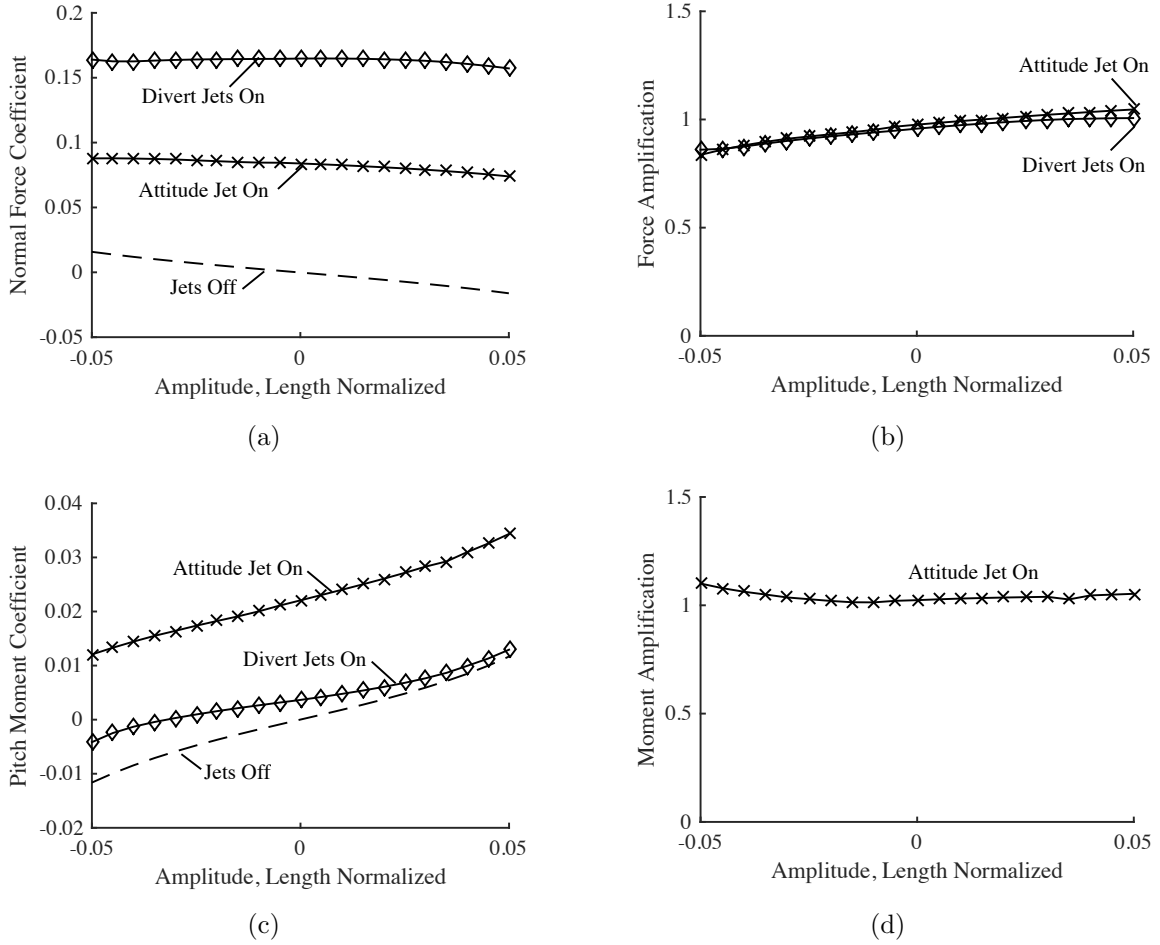 Normal Force Coefficient
0.2
0.15
0.1
0.05
0
-0.05
Divert Jets On
Attitude Jet On
Jets Off
-0.05
0
0.05
Amplitude, Length Normalized
(a)
Force Amplification
1.5
1
0.5
0
Attitude Jet On
Divert Jets On
-0.05
0
0.05
Amplitude, Length Normalized
(b)
Pitch Moment Coefficient
0.04
0.03
0.02
0.01
0
-0.01
-0.02
Attitude Jet On
Divert Jets On
Jets Off
-0.05
0
0.05
Amplitude, Length Normalized
(c)
Moment Amplification
1.5
1
0.5
0
Attitude Jet On
-0.05
0
0.05
Amplitude, Length Normalized
(d)